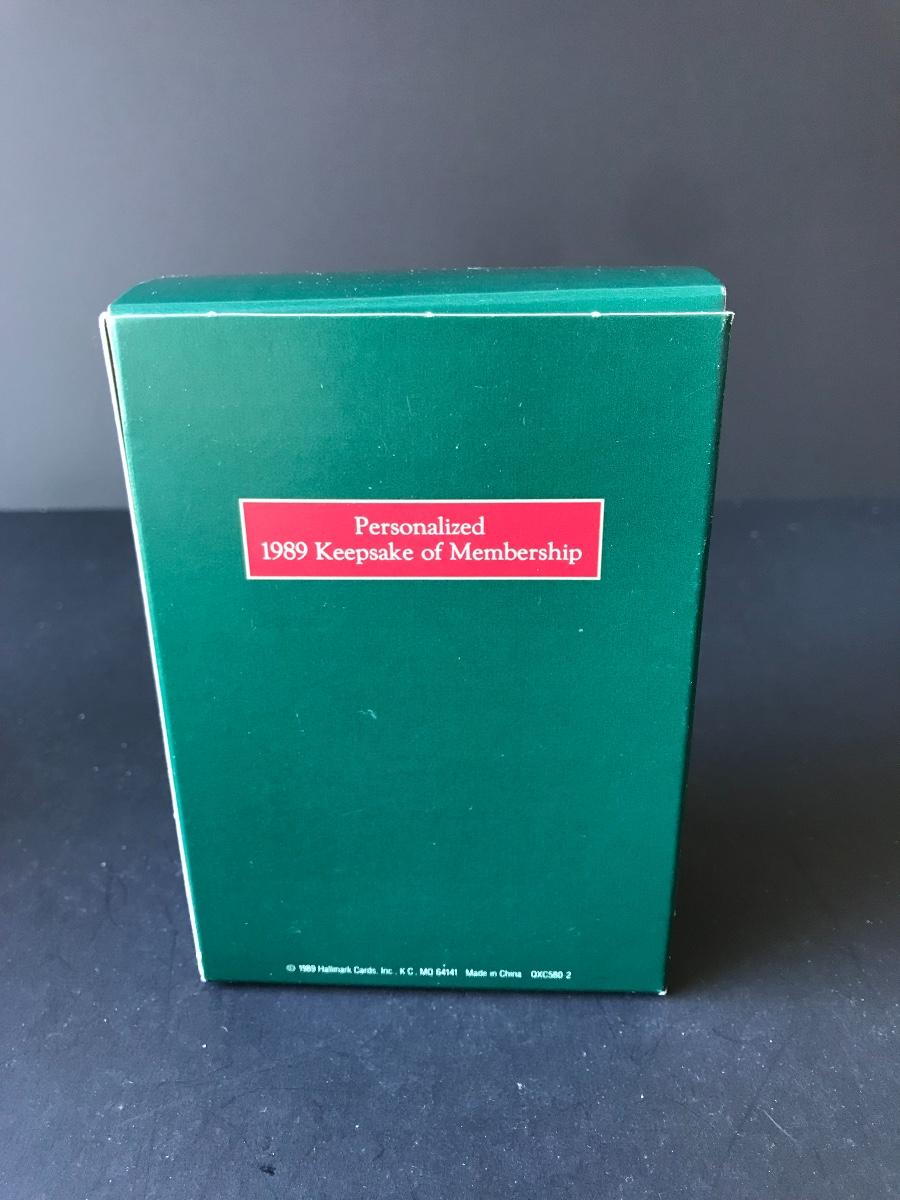 Personalized
1989 Keepsake of Membership
© 1989 Hallmark Cards, Inc., K.C., MO 64141 Made in China QXC580-2